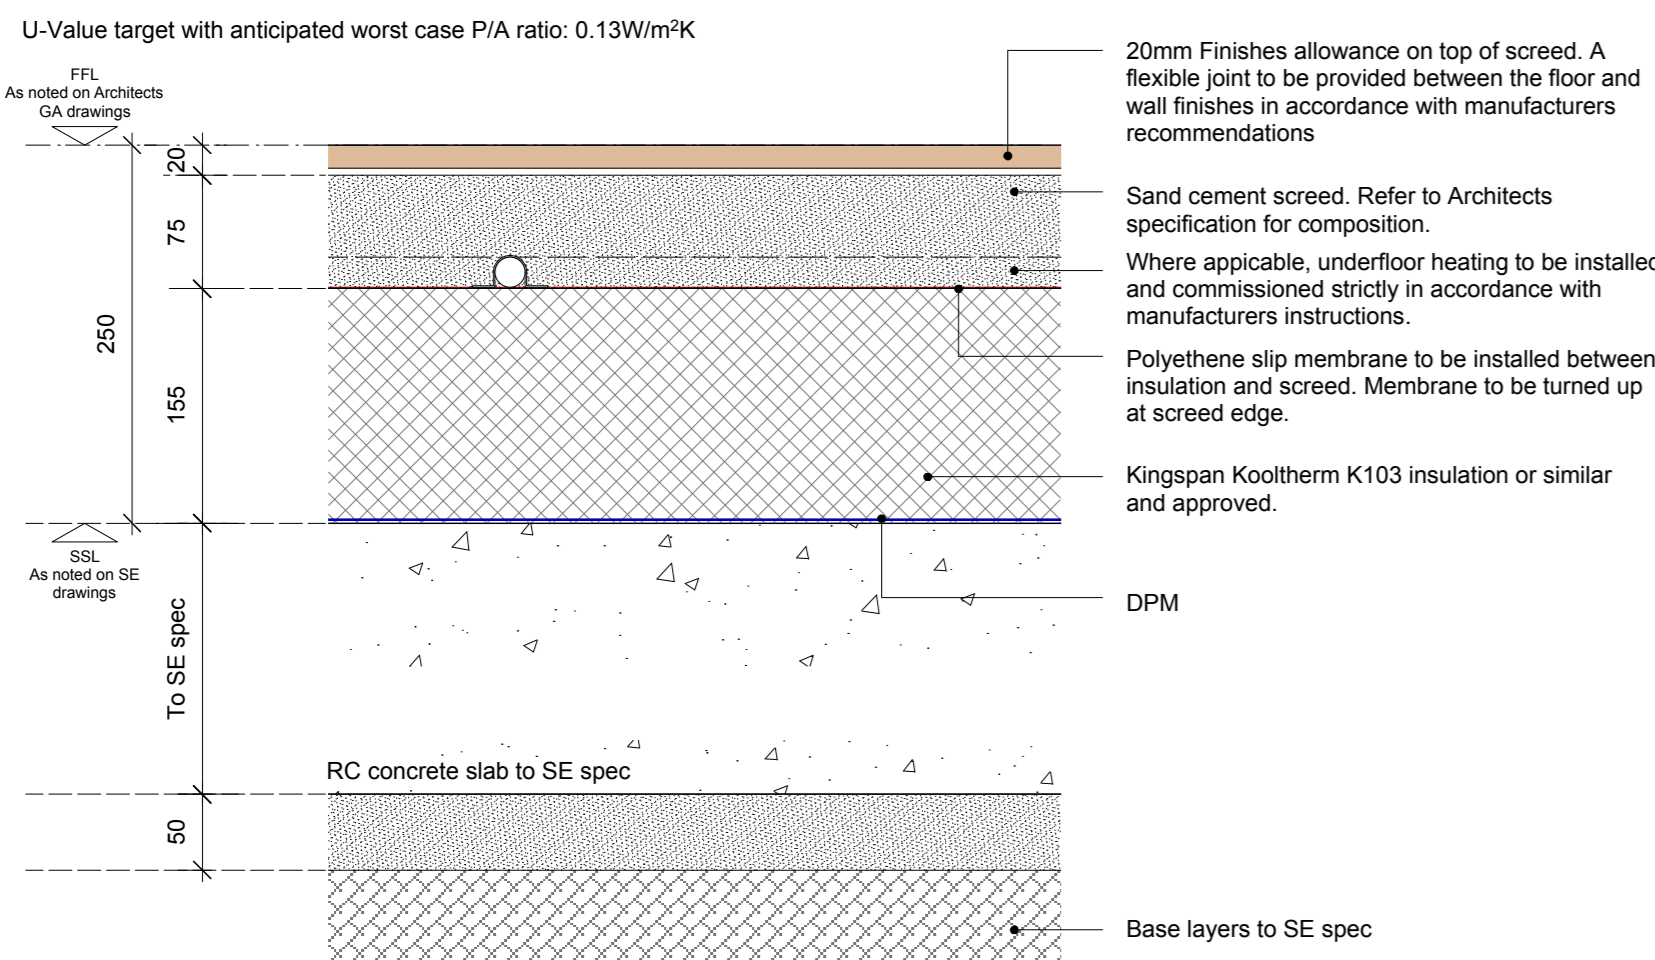 U-Value target with anticipated worst case P/A ratio: 0.13W/m²K
FFL
As noted on Architects
GA drawings
20
75
250
155
SSL
As noted on SE
drawings
To SE spec
50
20mm Finishes allowance on top of screed. A
flexible joint to be provided between the floor and
wall finishes in accordance with manufacturers
recommendations
Sand cement screed. Refer to Architects
specification for composition.
Where appicable, underfloor heating to be installed
and commissioned strictly in accordance with
manufacturers instructions.
Polyethene slip membrane to be installed between
insulation and screed. Membrane to be turned up
at screed edge.
Kingspan Kooltherm K103 insulation or similar
and approved.
DPM
RC concrete slab to SE spec
Base layers to SE spec